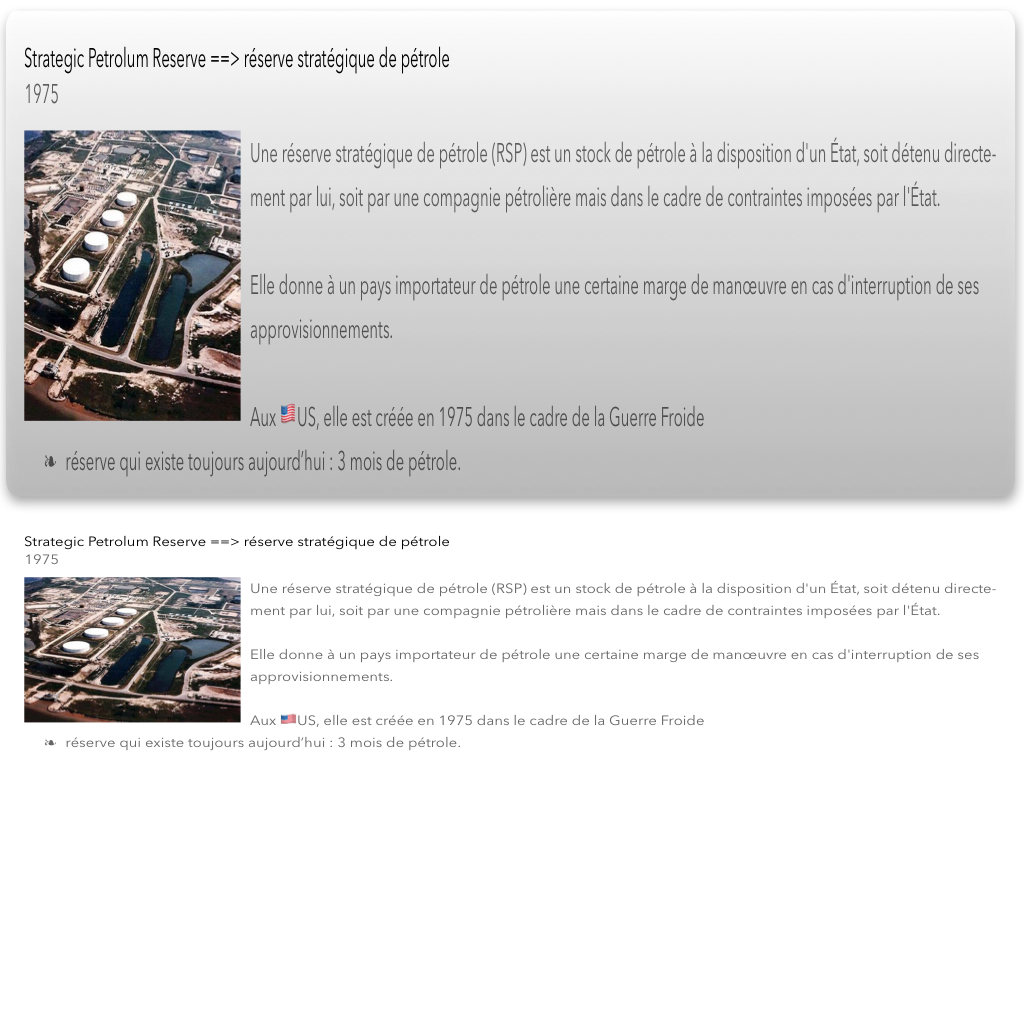 Strategic Petrolum Reserve ==> réserve stratégique de pétrole
1975
Une réserve stratégique de pétrole (RSP) est un stock de pétrole à la disposition d'un État, soit détenu directe-
ment par lui, soit par une compagnie pétrolière mais dans le cadre de contraintes imposées par l'État.
Elle donne à un pays importateur de pétrole une certaine marge de manœuvre en cas d'interruption de ses
approvisionnements.
Aux 🇺🇸US, elle est créée en 1975 dans le cadre de la Guerre Froide
❧ réserve qui existe toujours aujourd’hui : 3 mois de pétrole.
Strategic Petrolum Reserve ==> réserve stratégique de pétrole
1975
Une réserve stratégique de pétrole (RSP) est un stock de pétrole à la disposition d'un État, soit détenu directe-
ment par lui, soit par une compagnie pétrolière mais dans le cadre de contraintes imposées par l'État.
Elle donne à un pays importateur de pétrole une certaine marge de manœuvre en cas d'interruption de ses
approvisionnements.
Aux 🇺🇸US, elle est créée en 1975 dans le cadre de la Guerre Froide
❧ réserve qui existe toujours aujourd’hui : 3 mois de pétrole.